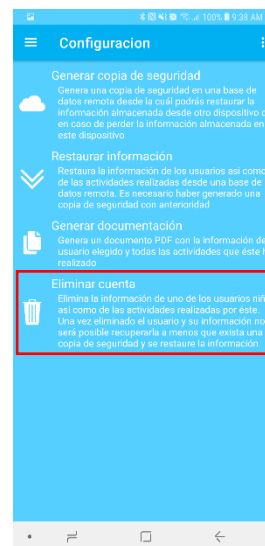 100% 9:38 AM
Configuracion
Generar copia de seguridad
Genera una copia de seguridad en una base de
datos remota desde la cuál podrás restaurar la
información almacenada desde otro dispositivo o
en caso de perder la información almacenada en
este dispositivo
Restaurar información
Restaura la información de los usuarios asi como
de las actividades realizadas desde una base de
datos remota. Es necesario haber generado una
copia de seguridad con anterioridad
Generar documentación
Genera un documento PDF con la información de
usuario elegido y todas las actividades que éste h
realizado
Eliminar cuenta
Elimina la información de uno de los usuarios niñ
asi como de las actividades realizadas por éste.
Una vez eliminado el usuario y su información no
será posible recuperarla a menos que exista una
copia de seguridad y se restaure la información